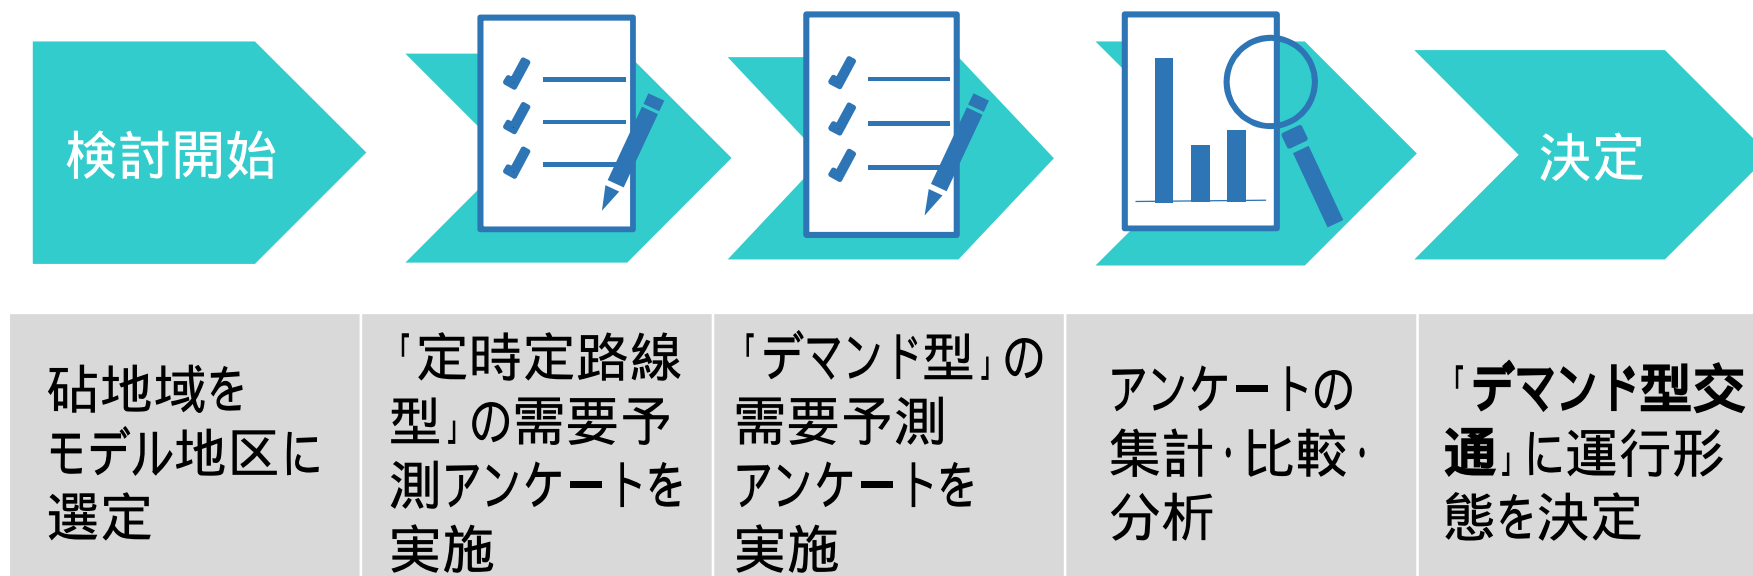 検討開始
決定
砧地域を
モデル地区に
選定
「定時定路線
型」の需要予
測アンケートを
実施
「デマンド型」の
需要予測
アンケートを
実施
アンケートの
集計・比較・
分析
「デマンド型交
通」に運行形
態を決定